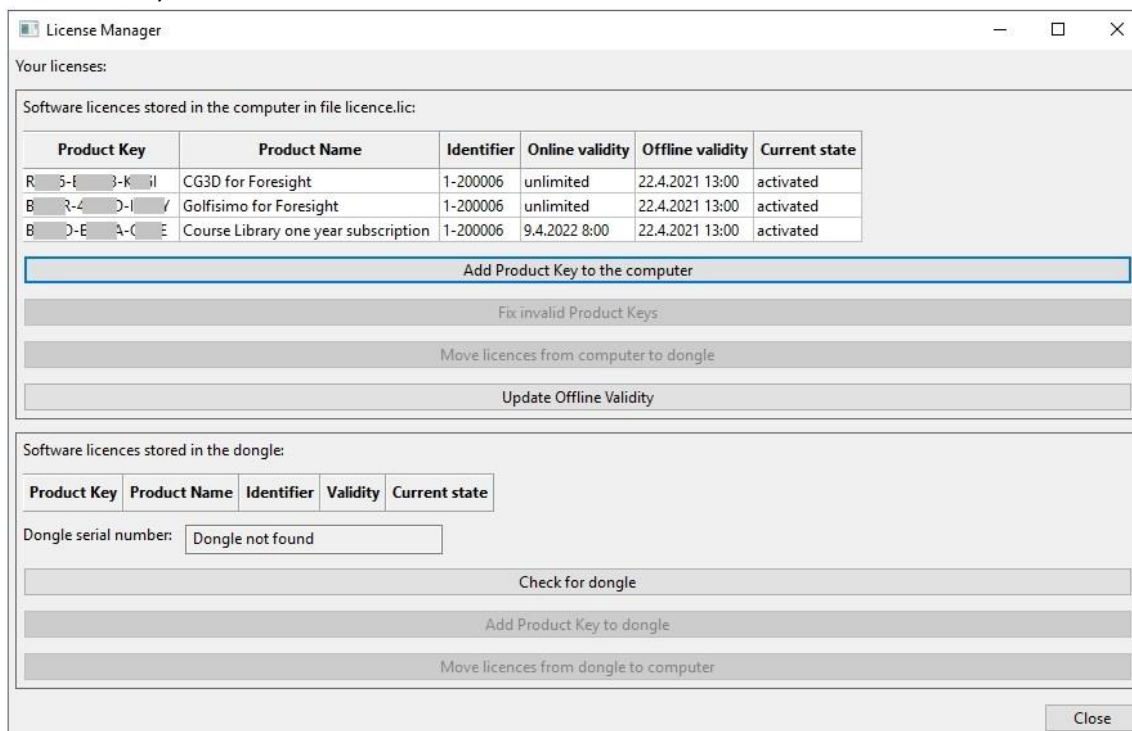 License Manager
Your licenses:
Software licences stored in the computer in file licence.lic:
Product Key Product Name Identifier Online validity Offline validity Current state
CG3D for Foresight 1-200006 unlimited 22.4.2021 13:00 activated
Golfisimo for Foresight 1-200006 unlimited 22.4.2021 13:00 activated
Course Library one year subscription 1-200006 9.4.2022 8:00 22.4.2021 13:00 activated
Add Product Key to the computer
Fix invalid Product Keys
Move licences from computer to dongle
Update Offline Validity
Software licences stored in the dongle:
Product Key Product Name Identifier Validity Current state
Dongle serial number: Dongle not found
Check for dongle
Add Product Key to dongle
Move licences from dongle to computer
Close